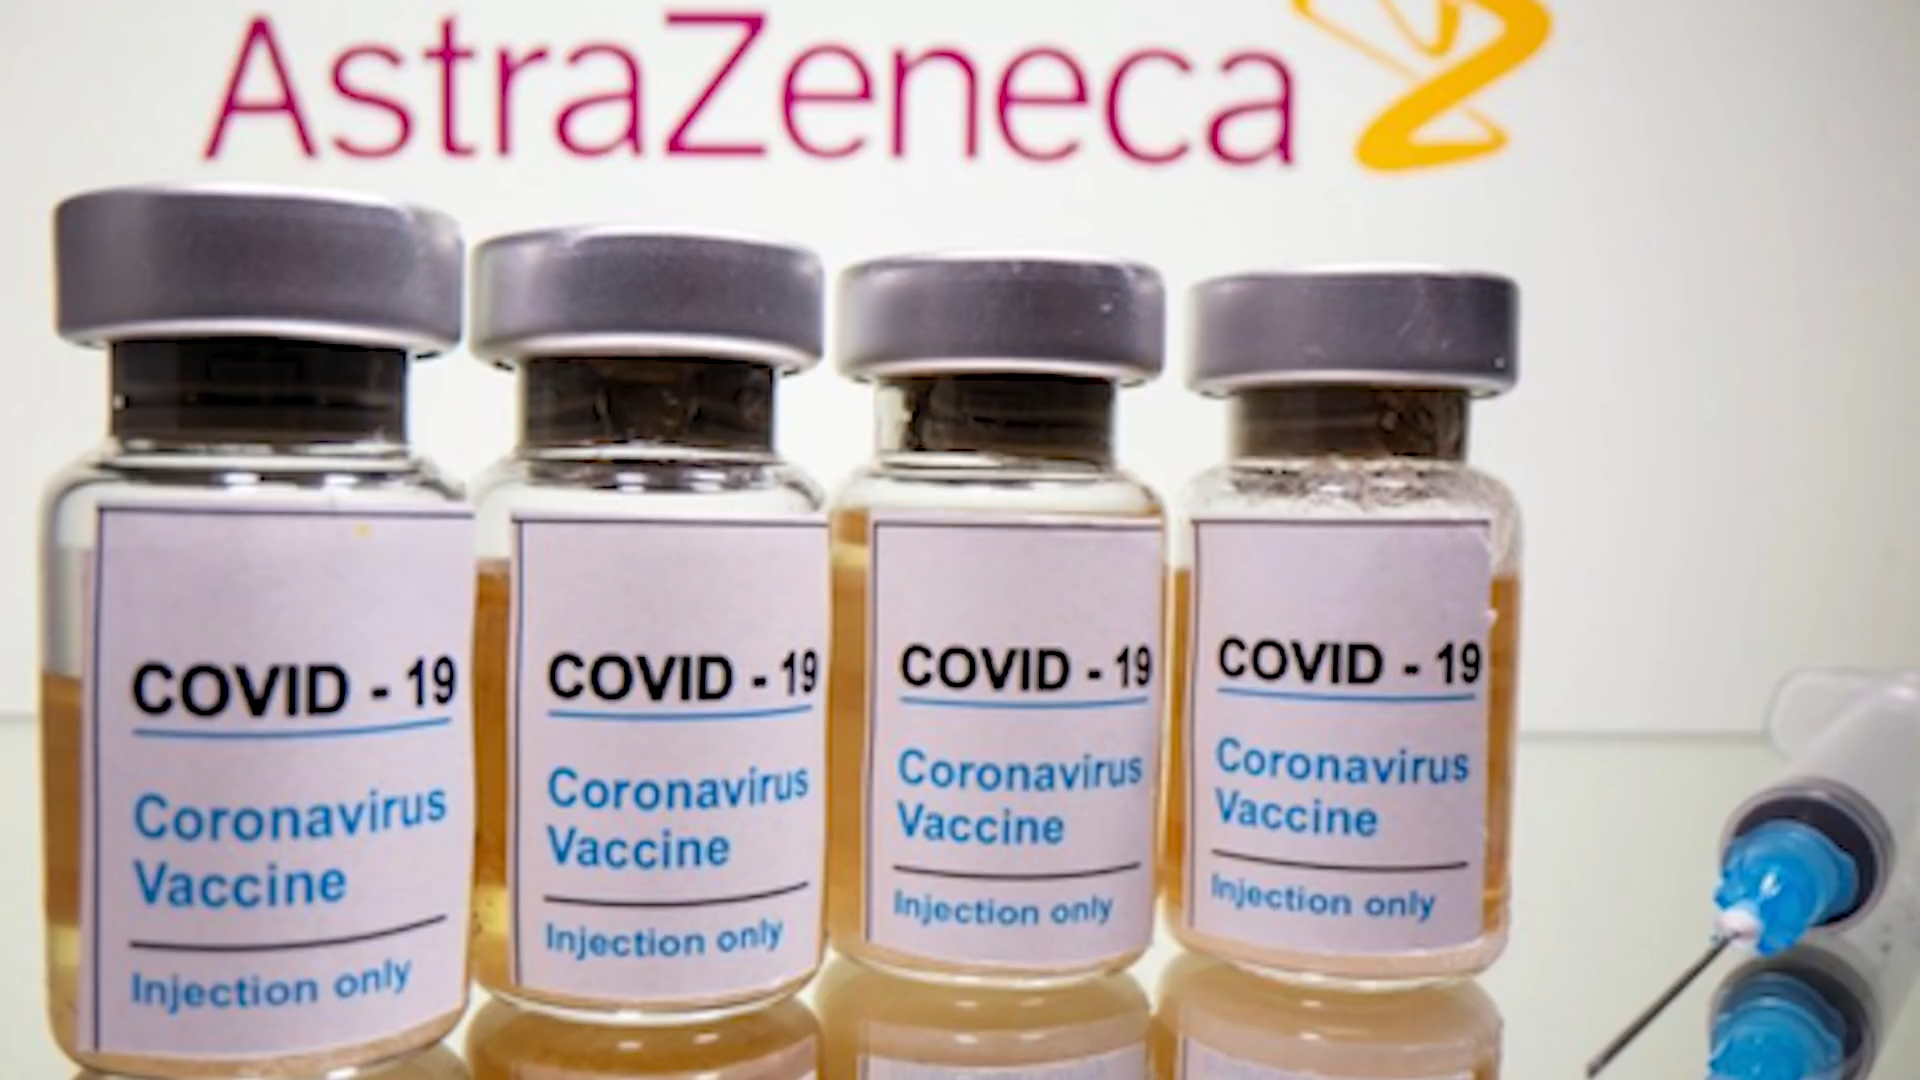 AstraZeneca
COVID - 19
Coronavirus
Vaccine
Injection only
COVID - 19
Coronavirus
Vaccine
Injection only
COVID - 19
Coronavirus
Vaccine
Injection only
COVID - 19
Coronavirus
Vaccine
Injection only